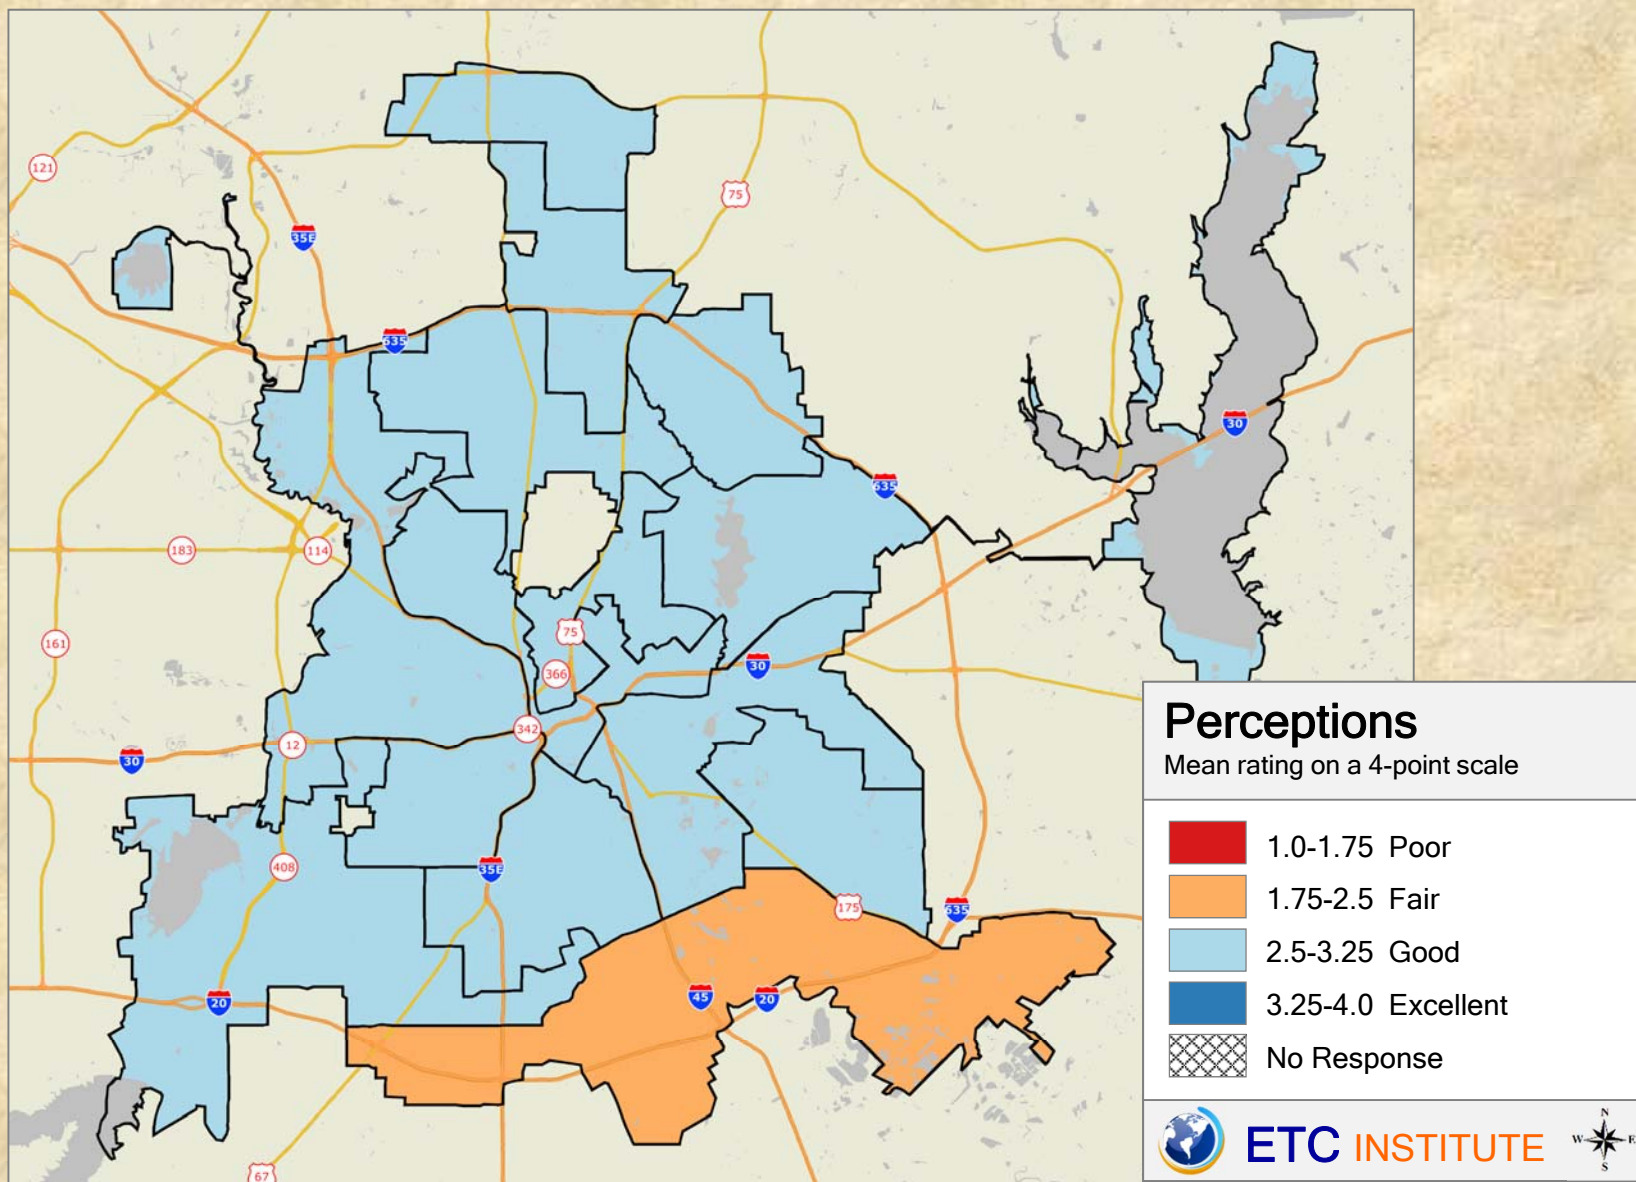 121
75
35E
635
30
635
183
114
161
75
366
30
342
12
30
408
35E
175
635
20
45
20
67
Perceptions
Mean rating on a 4-point scale
1.0-1.75 Poor
1.75-2.5 Fair
2.5-3.25 Good
3.25-4.0 Excellent
No Response
ETC INSTITUTE
N
W E
S